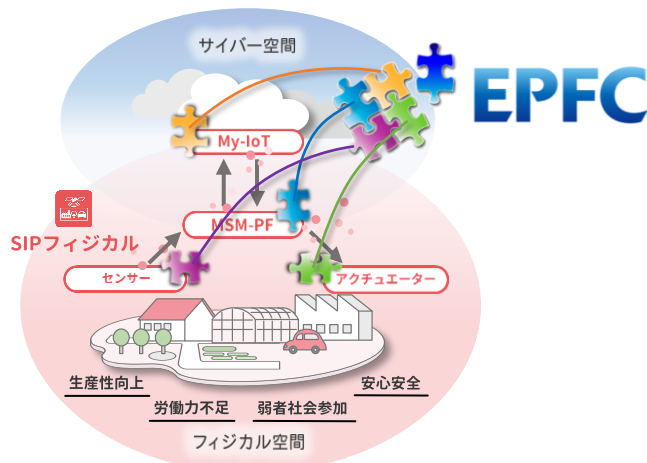 サイバー空間
EPFC
My-IoT
MSM-PF
SIPフィジカル
センサー
アクチュエーター
生産性向上
安心安全
労働力不足
弱者社会参加
フィジカル空間